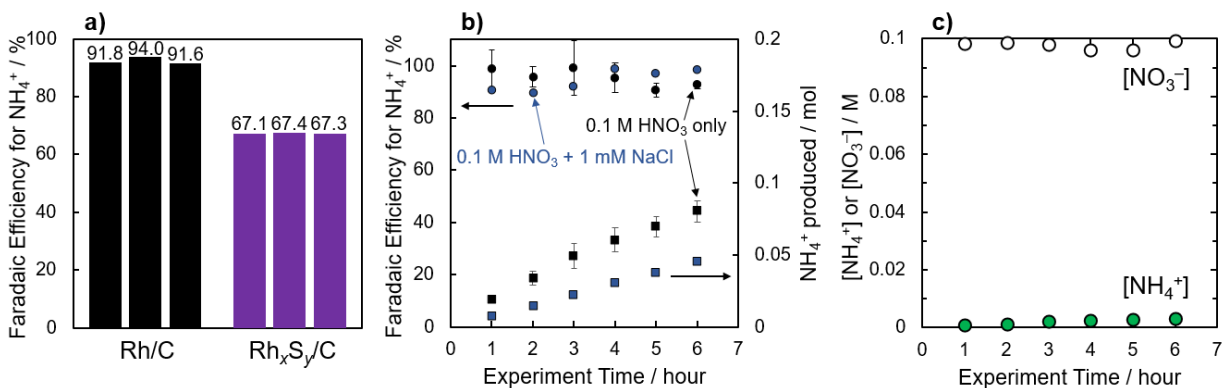 a)
Faradaic Efficiency for NH₄⁺ / %
100
80
60
40
20
0
91.8 94.0 91.6
67.1 67.4 67.3
Rh/C
RhₓS<sub>y</sub>/C
b)
Faradaic Efficiency for NH₄⁺ / %
100
80
60
40
20
0
0.1 M HNO₃ only
0.1 M HNO₃ + 1 mM NaCl
0.2
0.1
0.05
0
NH₄⁺ produced / mol
0 1 2 3 4 5 6 7
Experiment Time / hour
c)
[NH₄⁺] or [NO₃⁻] / M
0.1
0.08
0.06
0.04
0.02
0
[NO₃⁻]
[NH₄⁺]
0 1 2 3 4 5 6 7
Experiment Time / hour